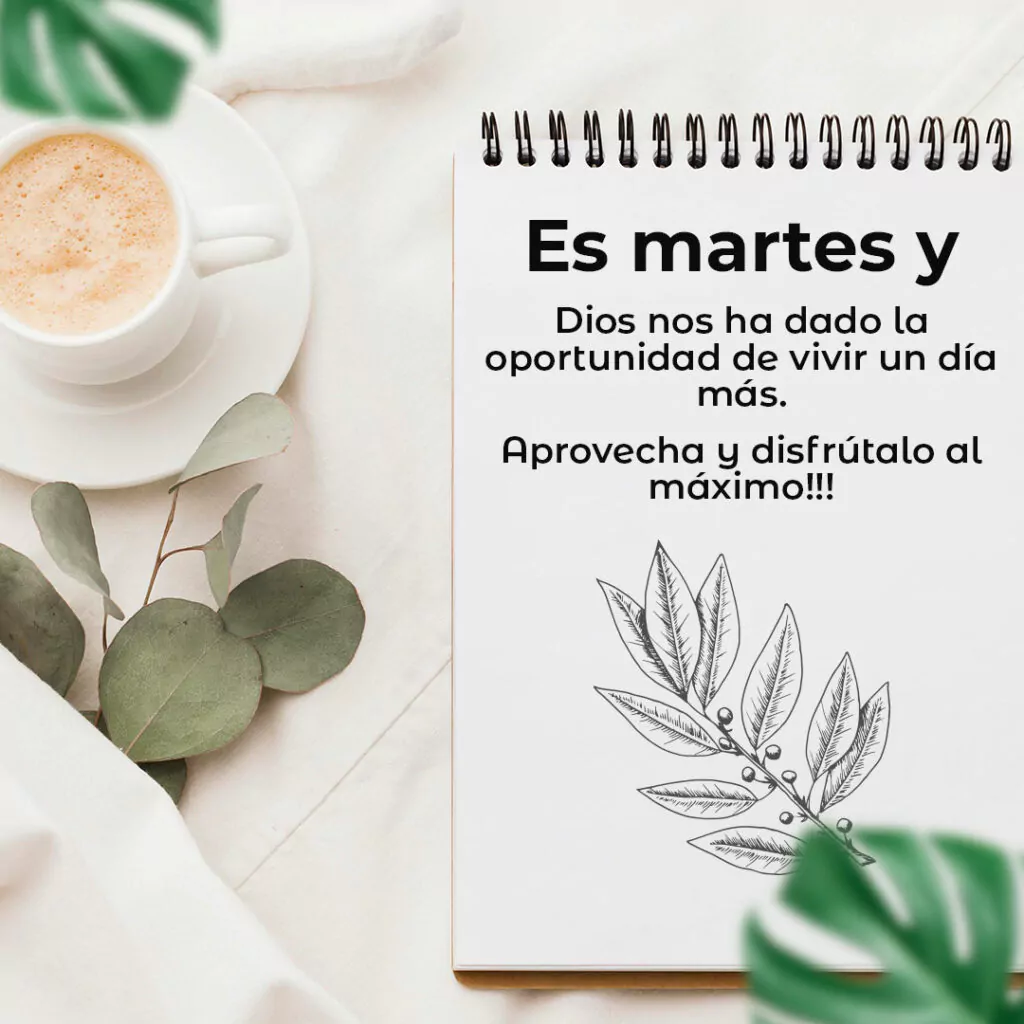 Es martes y
Dios nos ha dado la
oportunidad de vivir un día
más.
Aprovecha y disfrútalo al
máximo!!!